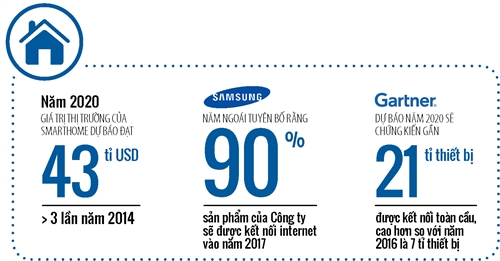 Năm 2020
GIÁ TRỊ THỊ TRƯỜNG CỦA
SMARTHOME DỰ BÁO ĐẠT
43 tỉ USD
> 3 lần năm 2014
SAMSUNG
NĂM NGOÁI TUYÊN BỐ RẰNG
90 %
sản phẩm của Công ty
sẽ được kết nối internet
vào năm 2017
Gartner
DỰ BÁO NĂM 2020 SẼ
CHỨNG KIẾN GẦN
21 tỉ thiết bị
được kết nối toàn cầu,
cao hơn so với năm
2016 là 7 tỉ thiết bị